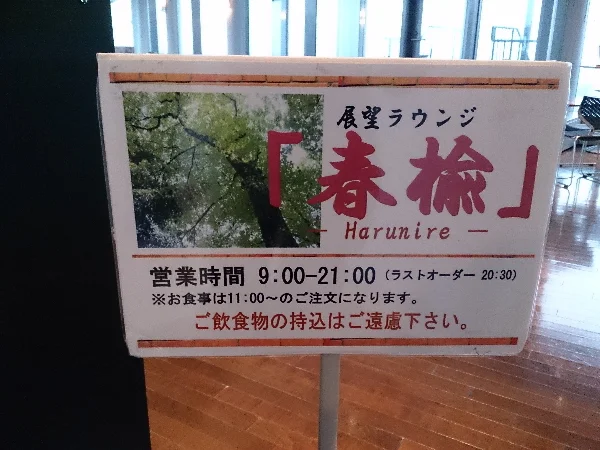 展望ラウンジ
「春楡」
— Harunire —
営業時間 9:00-21:00 (ラストオーダー 20:30)
※お食事は11:00～のご注文になります。
ご飲食物の持込はご遠慮下さい。